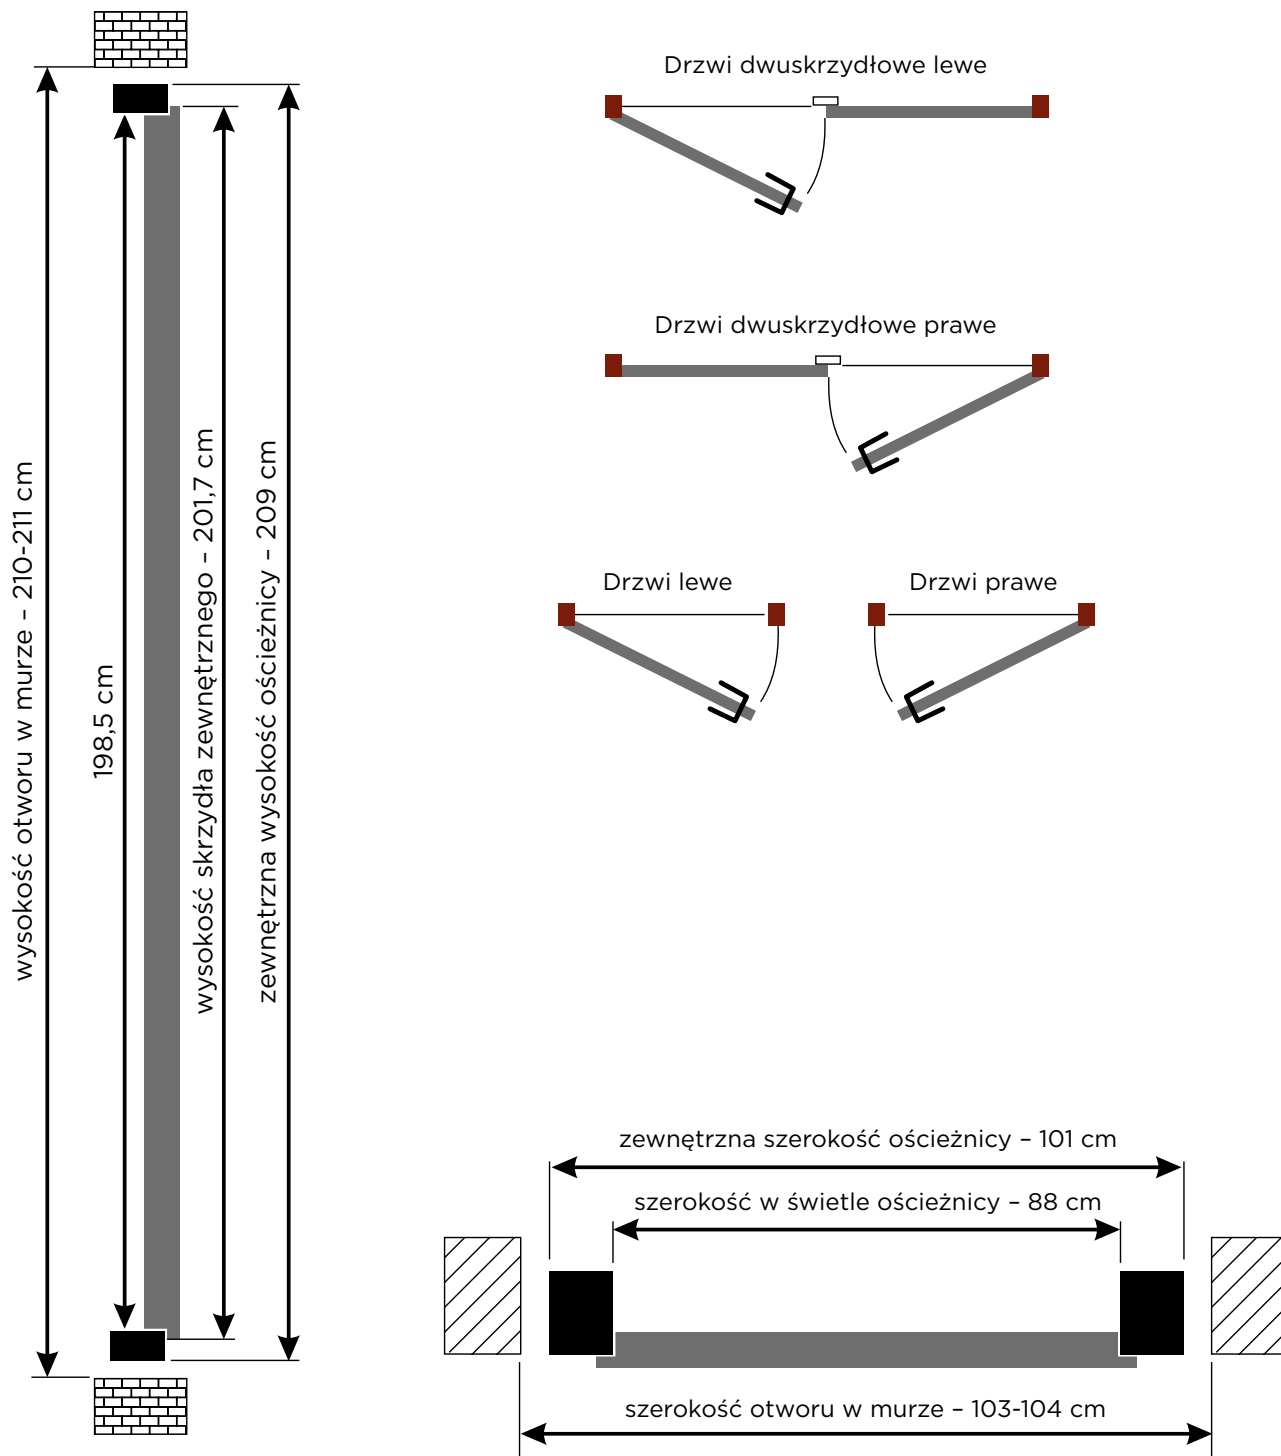 wysokość otworu w murze – 210-211 cm
198,5 cm
wysokość skrzydła zewnętrznego – 201,7 cm
zewnętrzna wysokość ościeżnicy – 209 cm
Drzwi dwuskrzydłowe lewe
Drzwi dwuskrzydłowe prawe
Drzwi lewe
Drzwi prawe
zewnętrzna szerokość ościeżnicy – 101 cm
szerokość w świetle ościeżnicy – 88 cm
szerokość otworu w murze – 103-104 cm